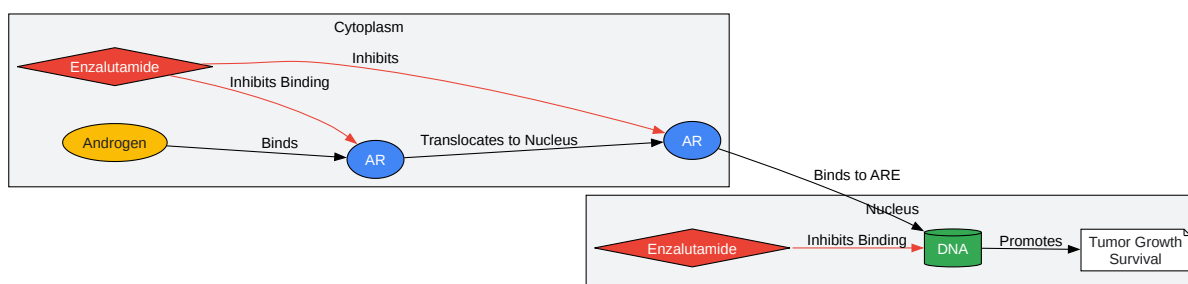 Cytoplasm
Enzalutamide
Inhibits
Inhibits Binding
Androgen
Binds
AR
Translocates to Nucleus
AR
Binds to ARE
Nucleus
Enzalutamide
Inhibits Binding
DNA
Promotes
Tumor Growth
Survival